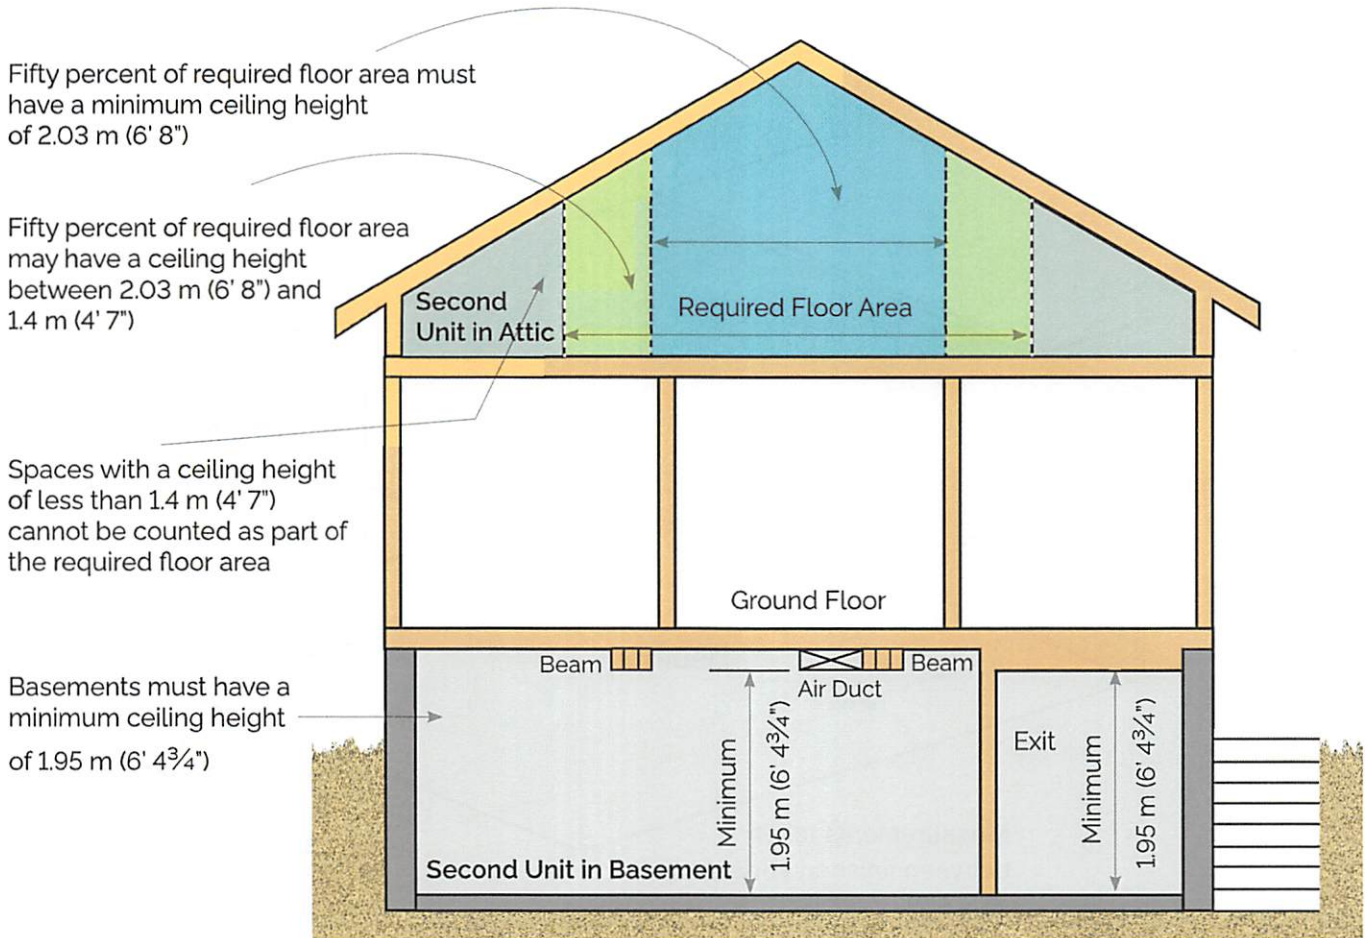 Fifty percent of required floor area must
have a minimum ceiling height
of 2.03 m (6' 8")
Fifty percent of required floor area
may have a ceiling height
between 2.03 m (6' 8") and
1.4 m (4' 7")
Second
Unit in Attic
Required Floor Area
Spaces with a ceiling height
of less than 1.4 m (4' 7")
cannot be counted as part of
the required floor area
Ground Floor
Basements must have a
minimum ceiling height
of 1.95 m (6' 4¾")
Beam
Air Duct
Beam
Minimum
1.95 m (6' 4¾")
Exit
Minimum
1.95 m (6' 4¾")
Second Unit in Basement